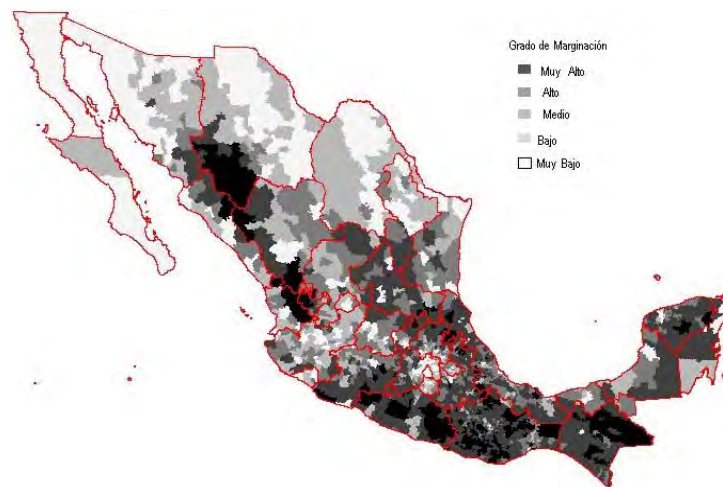 Grado de Marginación
Muy Alto
Alto
Medio
Bajo
Muy Bajo